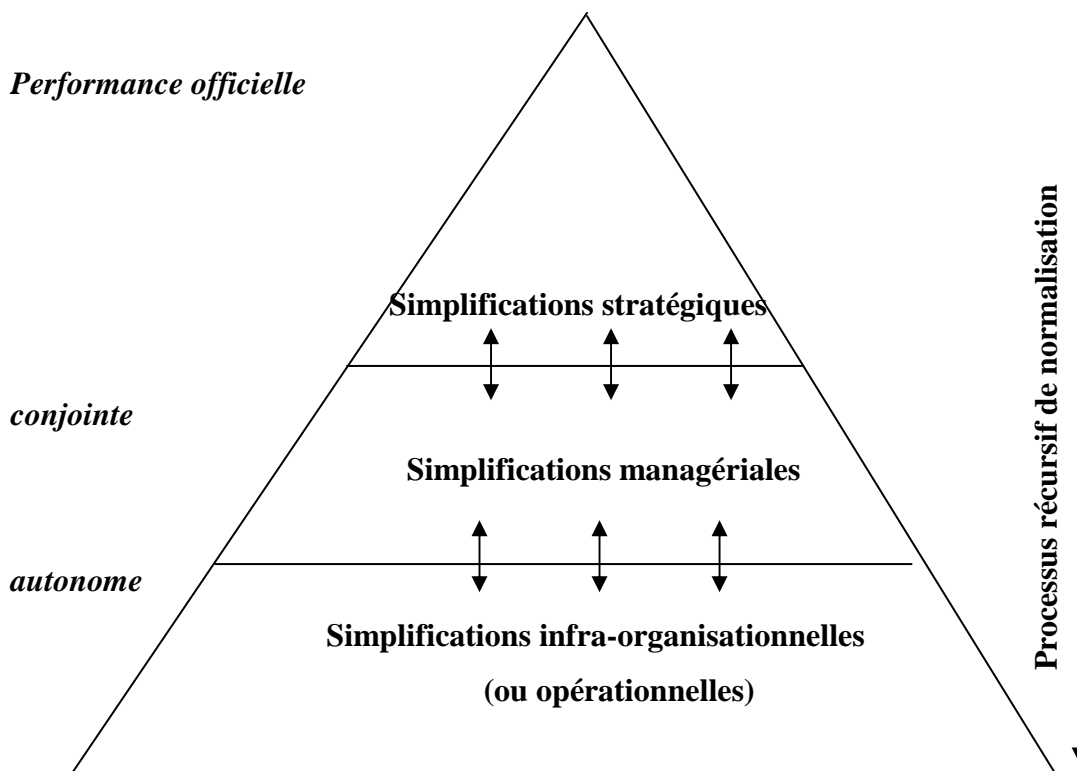 Performance officielle
Simplifications stratégiques
conjointe
Simplifications managériales
autonome
Simplifications infra-organisationnelles
(ou opérationnelles)
Processus récursif de normalisation